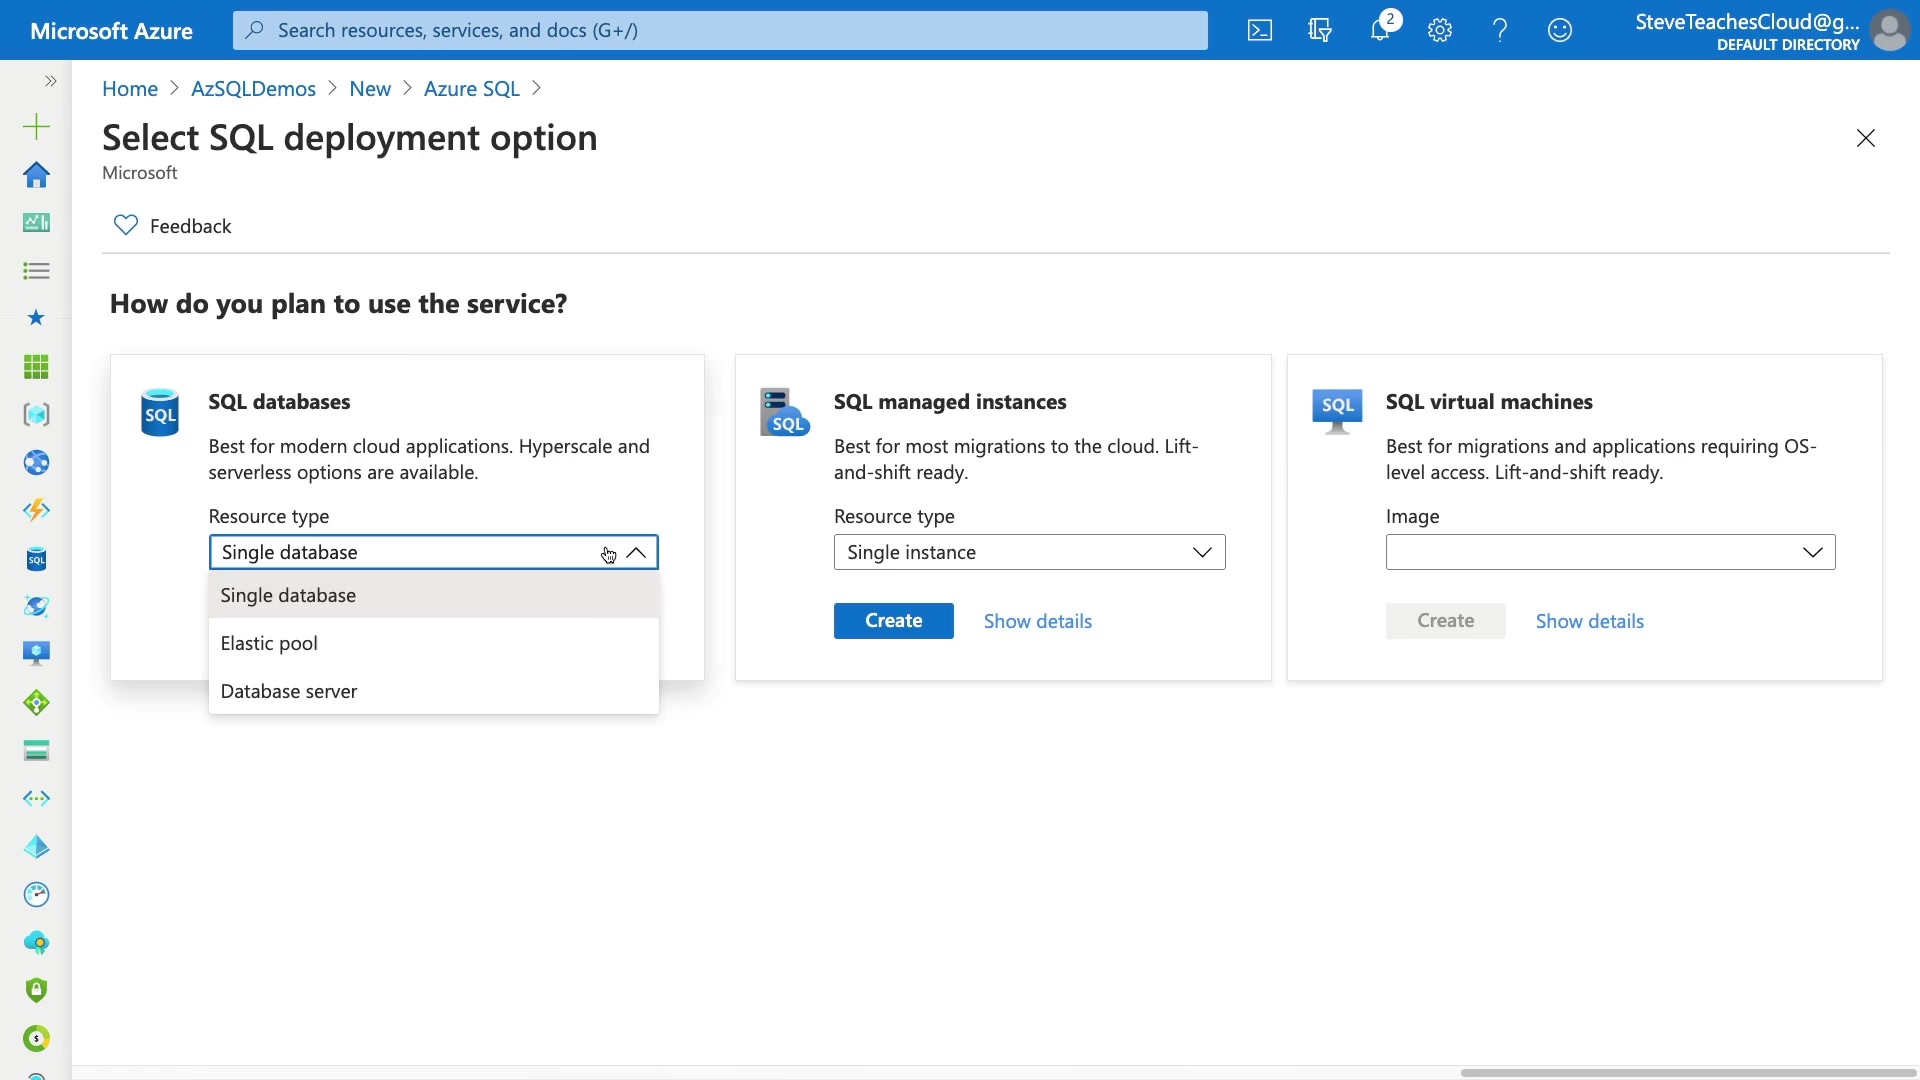 Microsoft Azure
Search resources, services, and docs (G+/)
2
SteveTeachesCloud@g...
DEFAULT DIRECTORY
Home > AzSQLDemos > New > Azure SQL >
Select SQL deployment option
Microsoft
Feedback
How do you plan to use the service?
SQL
SQL databases
Best for modern cloud applications. Hyperscale and
serverless options are available.
Resource type
Single database
Single database
Elastic pool
Database server
SQL
SQL managed instances
Best for most migrations to the cloud. Lift-
and-shift ready.
Resource type
Single instance
Create
Show details
SQL
SQL virtual machines
Best for migrations and applications requiring OS-
level access. Lift-and-shift ready.
Image
Create
Show details
SQL